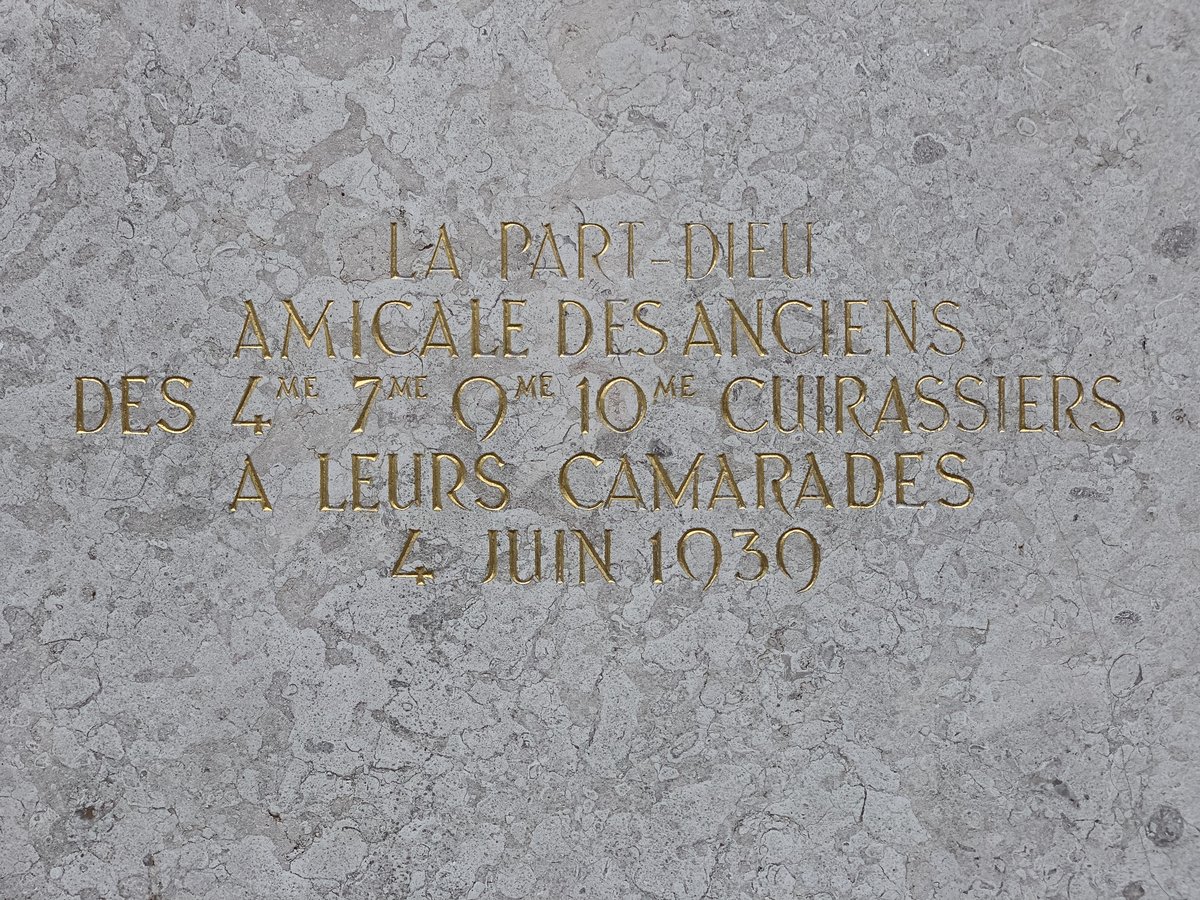 LA PART-DIEU
AMICALE DES ANCIENS
DES 4ME 7ME 9ME 10ME CUIRASSIERS
A LEURS CAMARADES
4 JUIN 1939